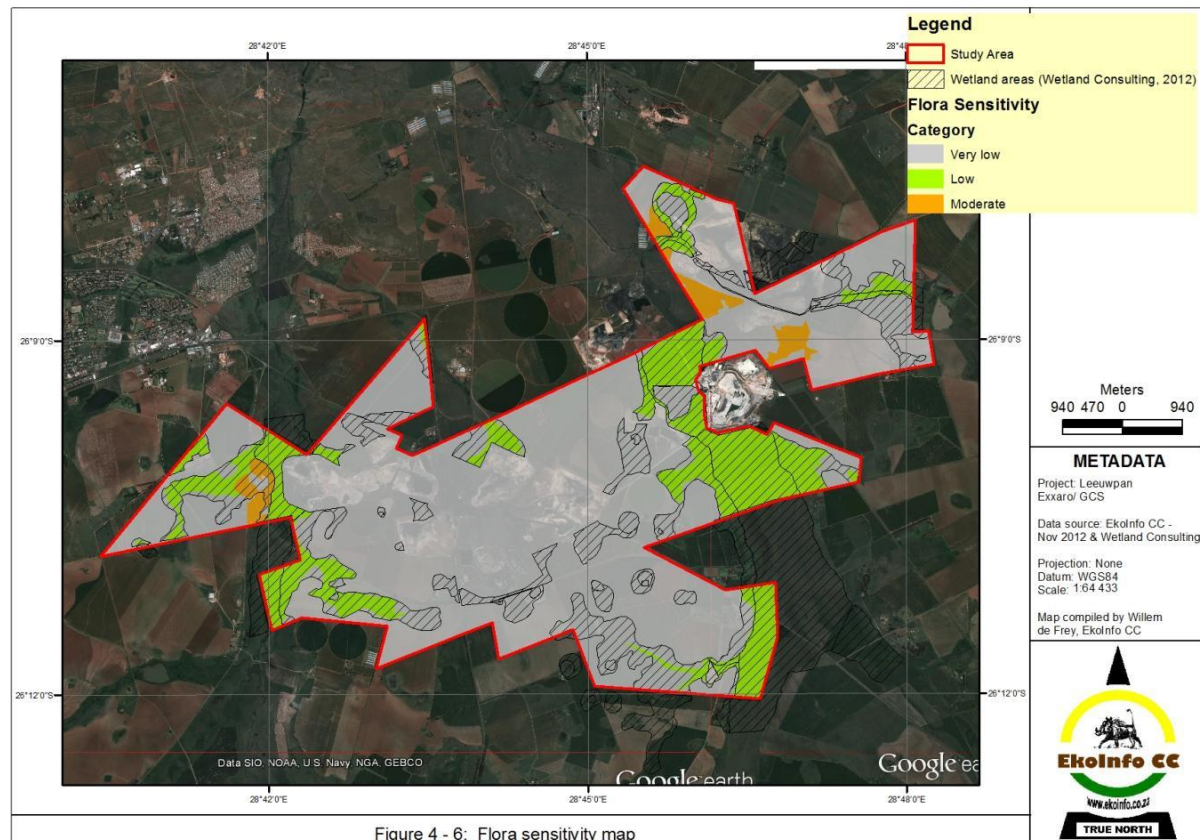 Legend
Study Area
Wetland areas (Wetland Consulting, 2012)
Flora Sensitivity
Category
Very low
Low
Moderate
28°42'0"E
28°45'0"E
26°9'0"S
26°9'0"S
Meters
940 470 0 940
METADATA
Project: Leeuwpan
Exxaro/ GCS
Data source: EkoInfo CC -
Nov 2012 & Wetland Consulting
Projection: None
Datum: WGS84
Scale: 1:64 433
Map compiled by Willem
de Frey, EkoInfo CC
26°12'0"S
26°12'0"S
Data SIO, NOAA, U.S. Navy, NGA, GEBCO
Google earth
Google ea
28°42'0"E
28°45'0"E
28°48'0"E
EkoInfo CC
www.ekoinfo.co.za
TRUE NORTH
Figure 4 - 6: Flora sensitivity map